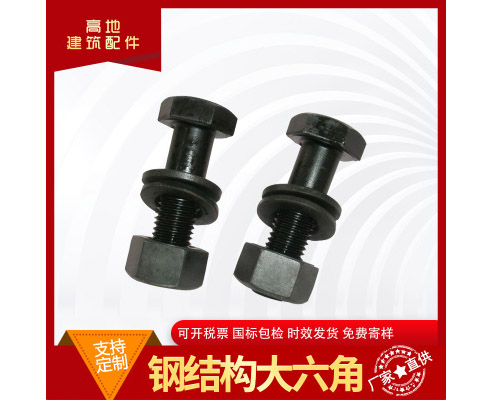 高地
建筑配件
可开税票 国标包检 时效发货 免费寄样
支持
定制
钢结构大六角
厂家★直供